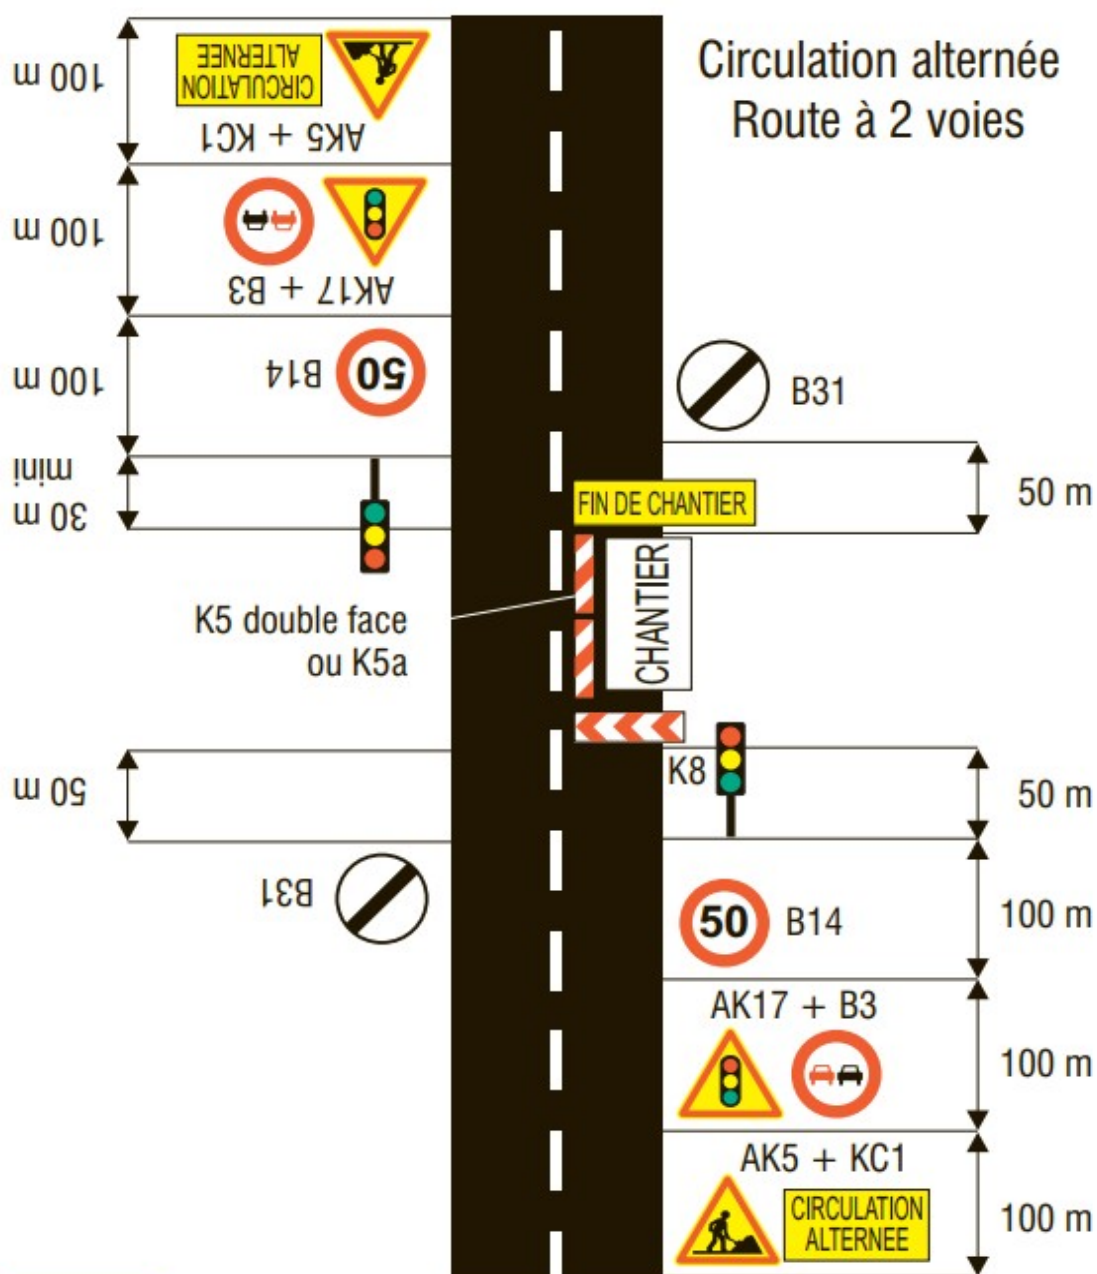 Circulation alternée
Route à 2 voies
100 m
CIRCULATION
ALTERNEE
AK5 + KC1
100 m
AK17 + B3
100 m
B14
50
B31
30 m
mini
50 m
FIN DE CHANTIER
CHANTIER
K5 double face
ou K5a
K8
50 m
50 m
B31
50
B14
100 m
AK17 + B3
100 m
AK5 + KC1
CIRCULATION
ALTERNEE
100 m